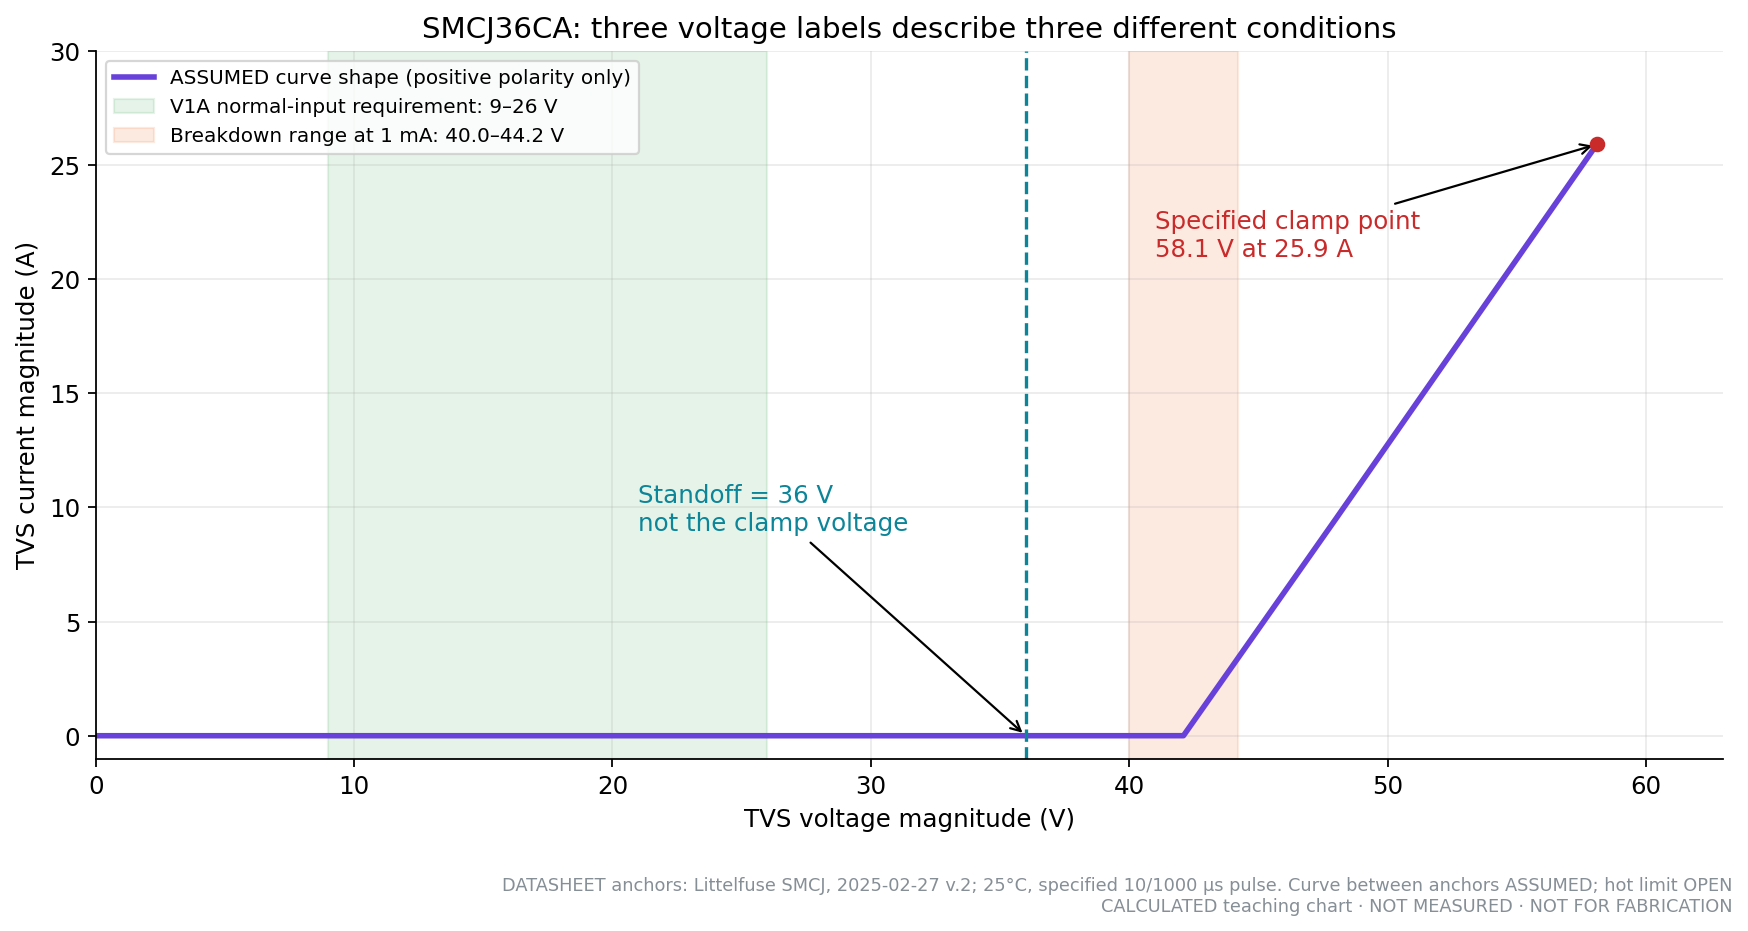 SMCJ36CA: three voltage labels describe three different conditions
ASSUMED curve shape (positive polarity only)
V1A normal-input requirement: 9–26 V
Breakdown range at 1 mA: 40.0–44.2 V
TVS current magnitude (A)
30
25
20
15
10
5
0
Specified clamp point
58.1 V at 25.9 A
Standoff = 36 V
not the clamp voltage
0
10
20
30
40
50
60
TVS voltage magnitude (V)
DATASHEET anchors: Littelfuse SMCJ, 2025-02-27 v.2; 25°C, specified 10/1000 µs pulse. Curve between anchors ASSUMED; hot limit OPEN
CALCULATED teaching chart · NOT MEASURED · NOT FOR FABRICATION